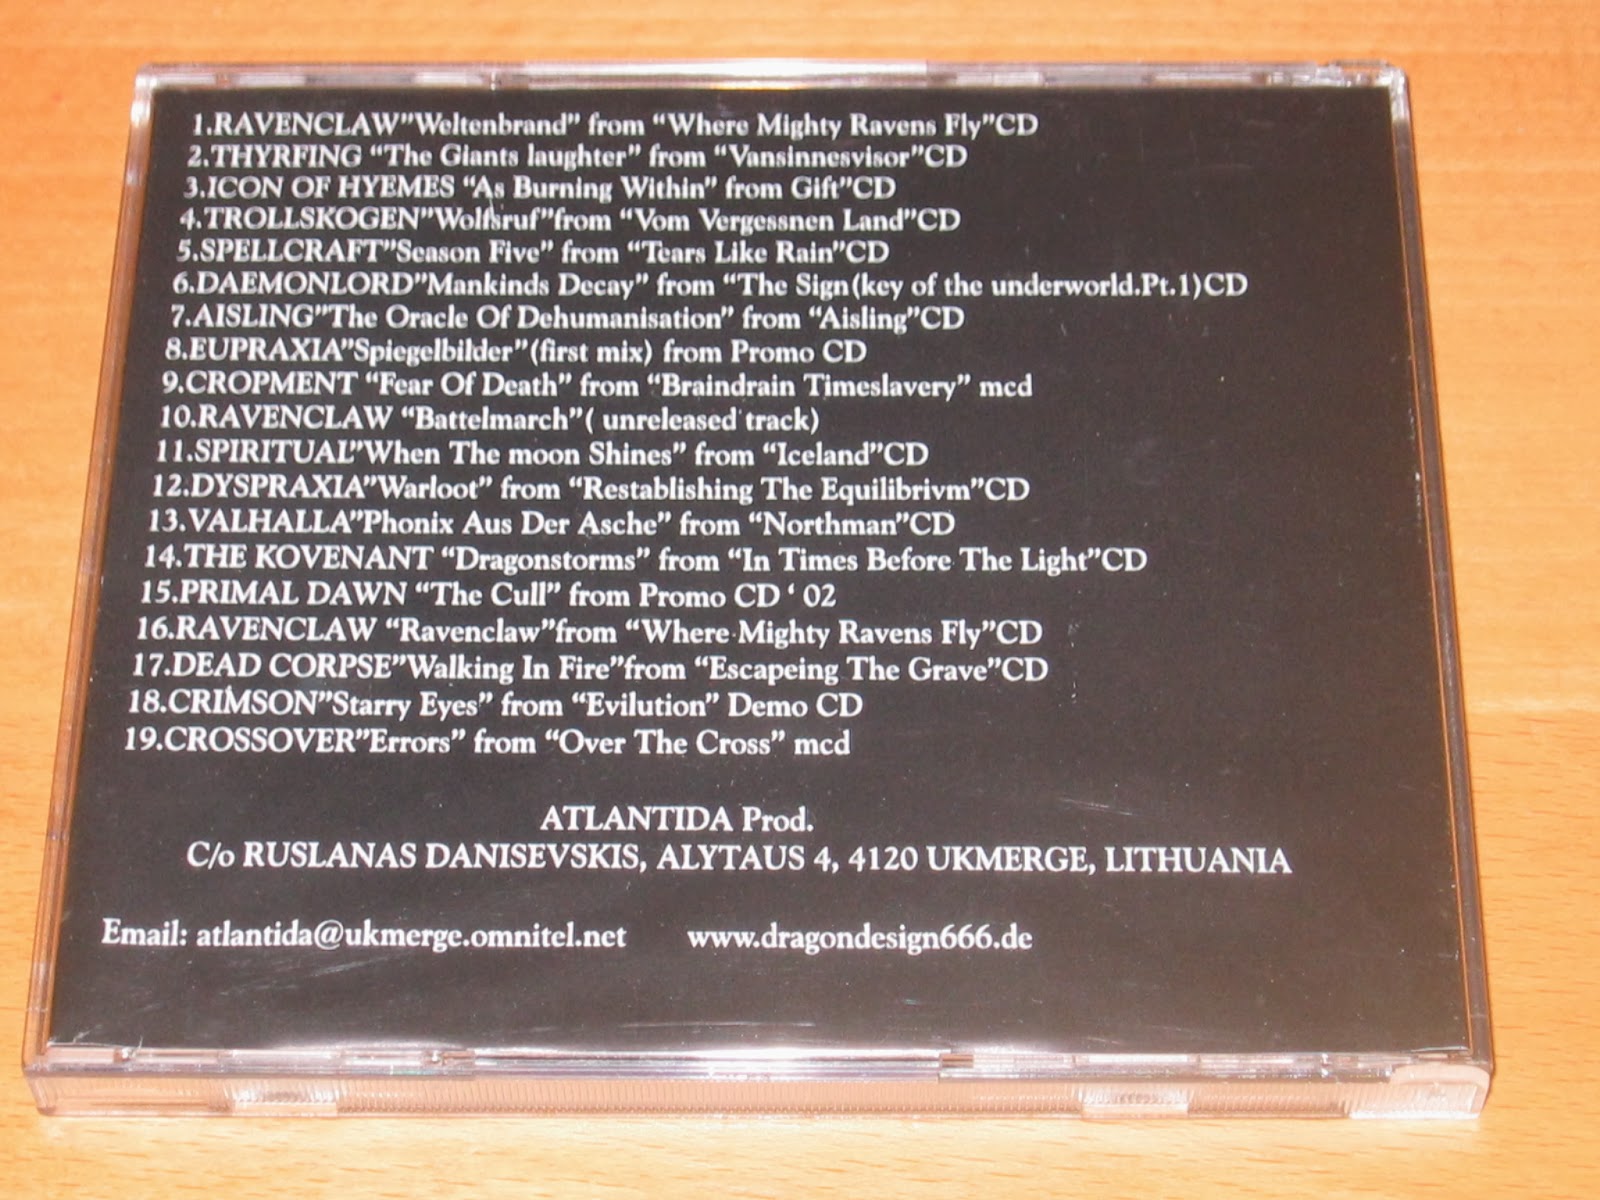 1.RAVENCLAW"Weltenbrand" from "Where Mighty Ravens Fly"CD
2.THYRFING "The Giants laughter" from "Vansinnesvisor"CD
3.ICON OF HYEMES "As Burning Within" from Gift"CD
4.TROLLSKOGEN"Wolfsruf"from "Vom Vergessnen Land"CD
5.SPELLCRAFT"Season Five" from "Tears Like Rain"CD
6.DAEMONLORD"Mankinds Decay" from "The Sign(key of the underworld.Pt.1)CD
7.AISLING"The Oracle Of Dehumanisation" from "Aisling"CD
8.EUPRAXIA"Spiegelbilder"(first mix) from Promo CD
9.CROPMENT "Fear Of Death" from "Braindrain Timeslavery" mcd
10.RAVENCLAW "Battelmarch"( unreleased track)
11.SPIRITUAL"When The moon Shines" from "Iceland"CD
12.DYSPRAXIA"Warloot" from "Restablishing The Equilibrivm"CD
13.VALHALLA"Phonix Aus Der Asche" from "Northman"CD
14.THE KOVENANT "Dragonstorms" from "In Times Before The Light"CD
15.PRIMAL DAWN "The Cull" from Promo CD ' 02
16.RAVENCLAW "Ravenclaw"from "Where Mighty Ravens Fly"CD
17.DEAD CORPSE"Walking In Fire"from "Escapeing The Grave"CD
18.CRIMSON"Starry Eyes" from "Evilution" Demo CD
19.CROSSOVER"Errors" from "Over The Cross" mcd
ATLANTIDA Prod.
C/o RUSLANAS DANISEVSKIS, ALYTAUS 4, 4120 UKMERGE, LITHUANIA
Email: atlantida@ukmerge.omnitel.net www.dragondesign666.de